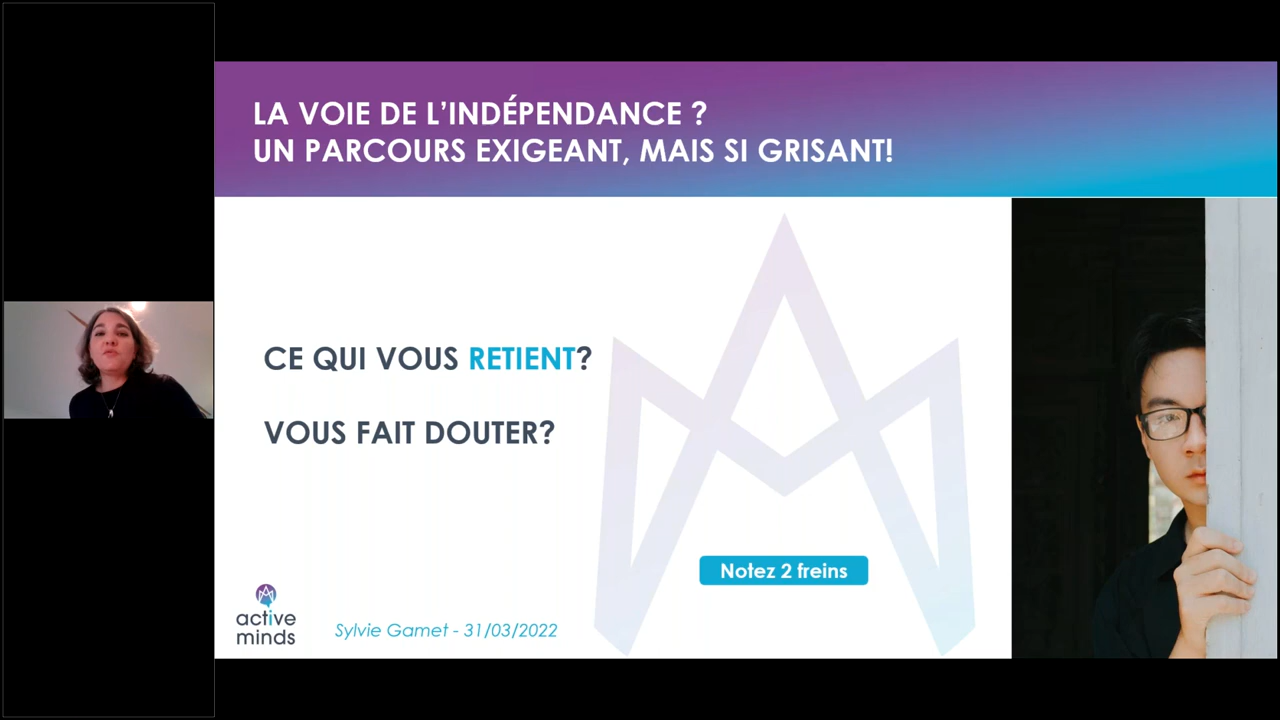 LA VOIE DE L'INDÉPENDANCE ?
UN PARCOURS EXIGEANT, MAIS SI GRISANT!
CE QUI VOUS RETIENT?
VOUS FAIT DOUTER?
Notez 2 freins
active
minds
Sylvie Gamet - 31/03/2022